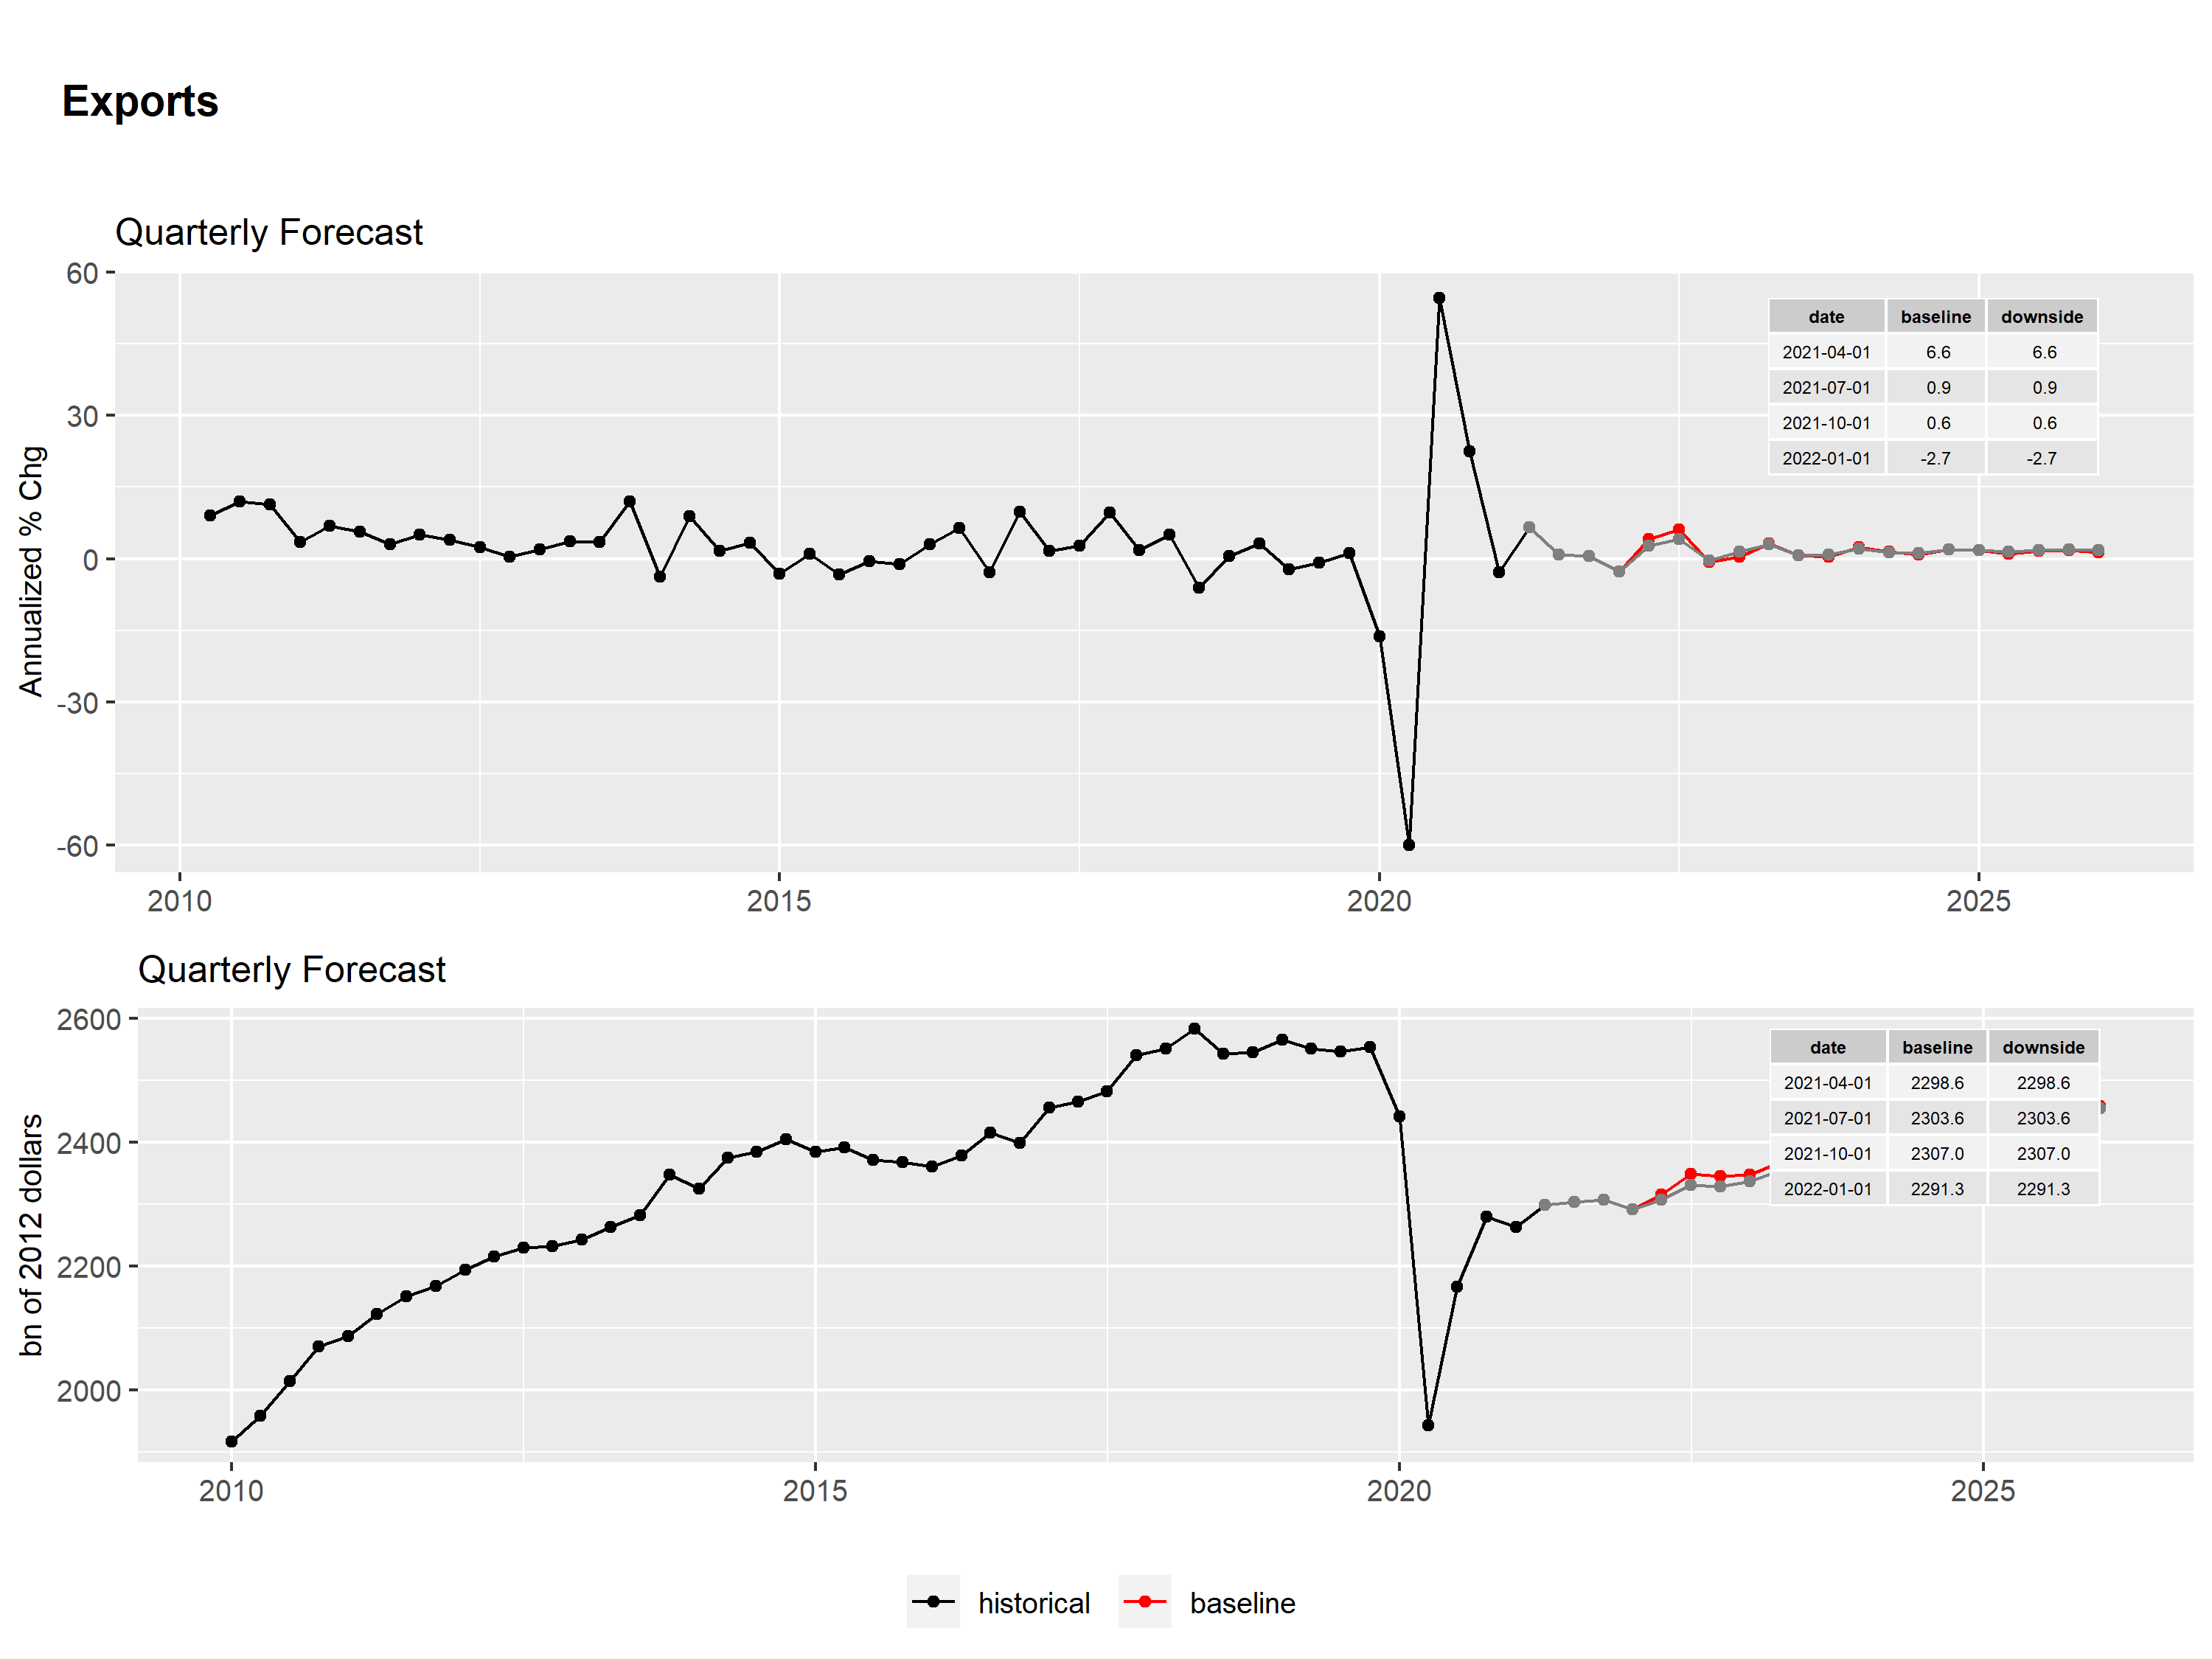 Exports
Quarterly Forecast
Annualized % Chg
60
30
0
-30
-60
date baseline downside
2021-04-01 6.6 6.6
2021-07-01 0.9 0.9
2021-10-01 0.6 0.6
2022-01-01 -2.7 -2.7
2010 2015 2020 2025
Quarterly Forecast
bn of 2012 dollars
2600
2400
2200
2000
date baseline downside
2021-04-01 2298.6 2298.6
2021-07-01 2303.6 2303.6
2021-10-01 2307.0 2307.0
2022-01-01 2291.3 2291.3
2010 2015 2020 2025
historical baseline